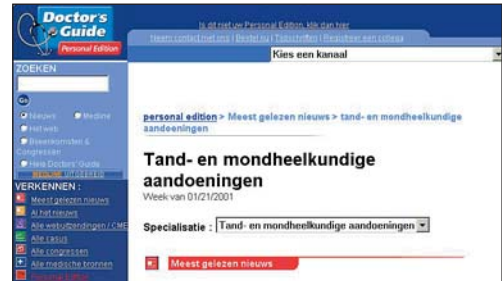 Doctor's
Guide
Personal Edition
Is dit niet uw Personal Edition, klik dan hier
Neem contact met ons | Bestel nu | Tijdschriften | Registreer een collega
Kies een kanaal
ZOEKEN
Go
Nieuws
Medline
Het web
Bijeenkomsten &
Congressen
Hele Doctors' Guide
MEDLINE UITGEBREID
VERKENNEN :
Meest gelezen nieuws
Al het nieuws
Alle webuitzendingen / CME
Alle casus
Alle congressen
Alle medische bronnen
Personal Edition
personal edition > Meest gelezen nieuws > tand- en mondheelkundige
aandoeningen
Tand- en mondheelkundige
aandoeningen
Week van 01/21/2001
Specialisatie : Tand- en mondheelkundige aandoeningen
Meest gelezen nieuws